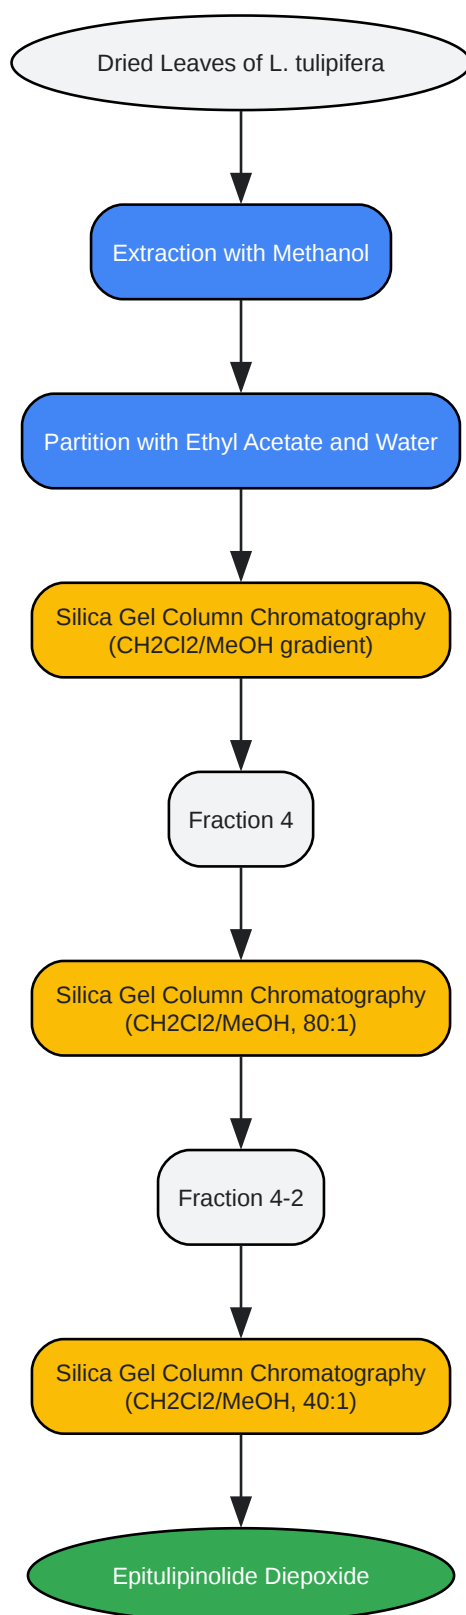 Dried Leaves of L. tulipifera
Extraction with Methanol
Partition with Ethyl Acetate and Water
Silica Gel Column Chromatography
(CH2Cl2/MeOH gradient)
Fraction 4
Silica Gel Column Chromatography
(CH2Cl2/MeOH, 80:1)
Fraction 4-2
Silica Gel Column Chromatography
(CH2Cl2/MeOH, 40:1)
Epitulipinolide Diepoxide